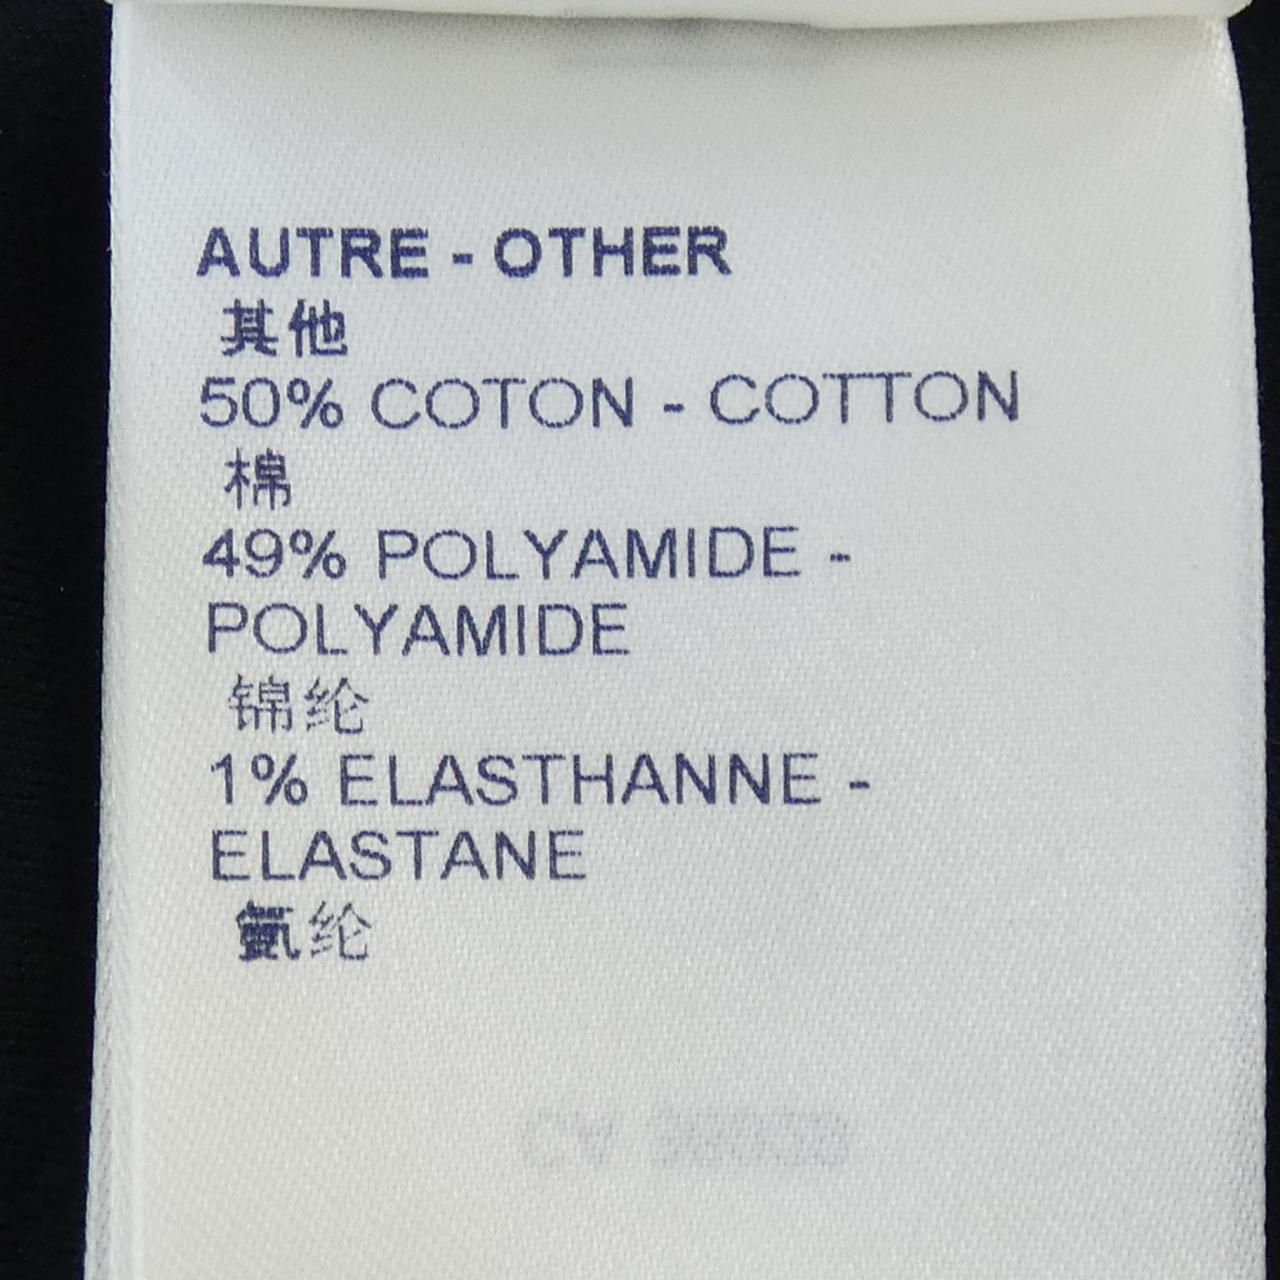 AUTRE - OTHER
其他
50% COTON - COTTON
棉
49% POLYAMIDE -
POLYAMIDE
锦纶
1% ELASTHANNE -
ELASTANE
氨纶